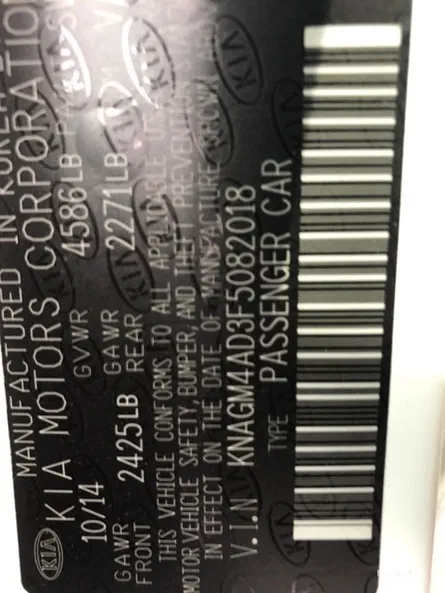 MANUFACTURED IN KOREA
KIA KIA MOTORS CORPORATION
10/14 GVWR 4586LB
GAWR FRONT 2425LB GAWR REAR 2271LB
THIS VEHICLE CONFORMS TO ALL APPLICABLE
MOTOR VEHICLE SAFETY BUMPER, AND THEFT PREVENTION STA
IN EFFECT ON THE DATE OF MANUFACTURE SHOWN
V.I.N KNAGM4AD3F5082018
TYPE PASSENGER CAR